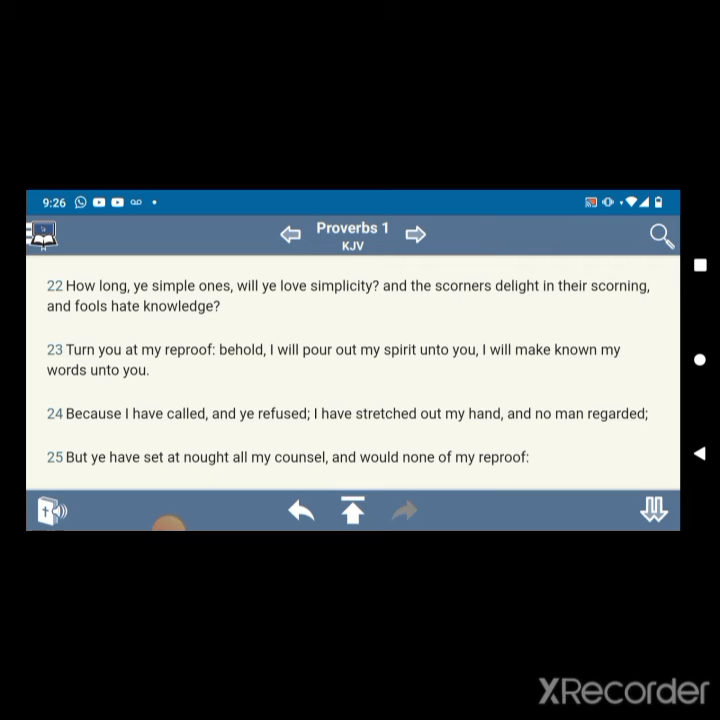 9:26
Proverbs 1
KJV
22 How long, ye simple ones, will ye love simplicity? and the scorners delight in their scorning,
and fools hate knowledge?
23 Turn you at my reproof: behold, I will pour out my spirit unto you, I will make known my
words unto you.
24 Because I have called, and ye refused; I have stretched out my hand, and no man regarded;
25 But ye have set at nought all my counsel, and would none of my reproof:
XRecorder